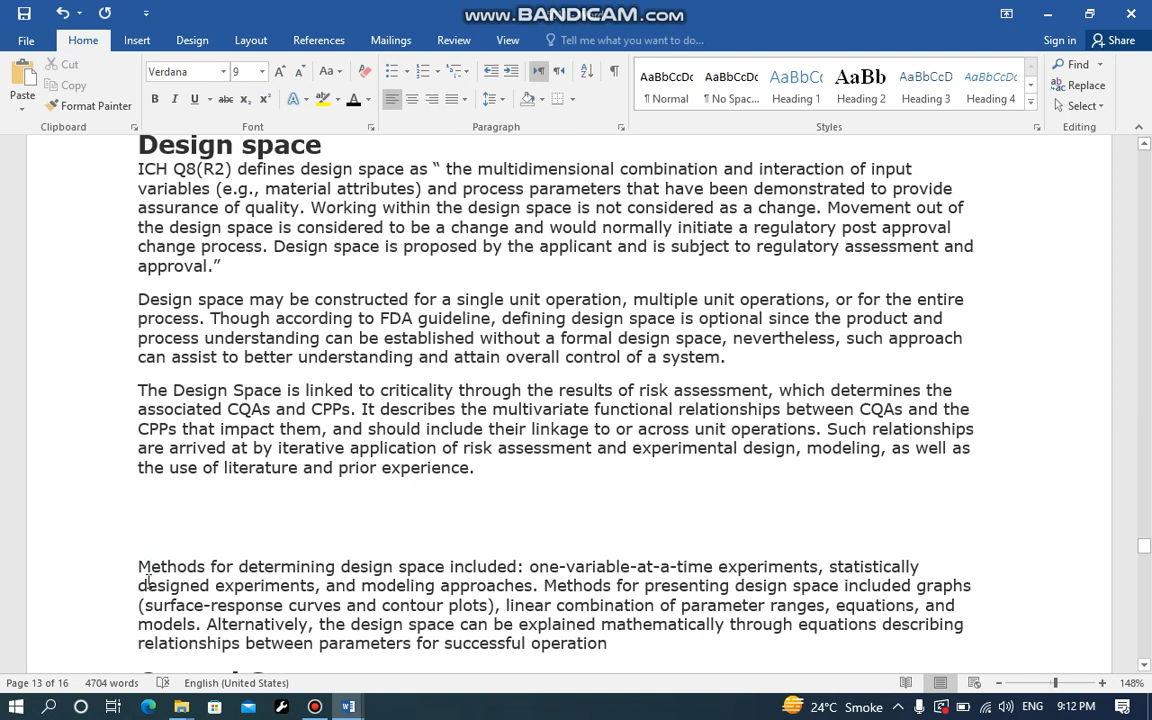 www.BANDICAM.com
File Home Insert Design Layout References Mailings Review View Tell me what you want to do... Sign in Share
Paste Cut Copy Format Painter Clipboard
Verdana 9 Font
Paragraph
AaBbCcDc ¶ Normal AaBbCcDc ¶ No Spac... AaBbCc Heading 1 AaBb Heading 2 AaBbCcD Heading 3 AaBbCcDc Heading 4 Styles
Find Replace Select Editing
Design space
ICH Q8(R2) defines design space as “ the multidimensional combination and interaction of input
variables (e.g., material attributes) and process parameters that have been demonstrated to provide
assurance of quality. Working within the design space is not considered as a change. Movement out of
the design space is considered to be a change and would normally initiate a regulatory post approval
change process. Design space is proposed by the applicant and is subject to regulatory assessment and
approval.”
Design space may be constructed for a single unit operation, multiple unit operations, or for the entire
process. Though according to FDA guideline, defining design space is optional since the product and
process understanding can be established without a formal design space, nevertheless, such approach
can assist to better understanding and attain overall control of a system.
The Design Space is linked to criticality through the results of risk assessment, which determines the
associated CQAs and CPPs. It describes the multivariate functional relationships between CQAs and the
CPPs that impact them, and should include their linkage to or across unit operations. Such relationships
are arrived at by iterative application of risk assessment and experimental design, modeling, as well as
the use of literature and prior experience.
Methods for determining design space included: one-variable-at-a-time experiments, statistically
designed experiments, and modeling approaches. Methods for presenting design space included graphs
(surface-response curves and contour plots), linear combination of parameter ranges, equations, and
models. Alternatively, the design space can be explained mathematically through equations describing
relationships between parameters for successful operation
Page 13 of 16 4704 words English (United States) 148%
24°C Smoke ENG 9:12 PM